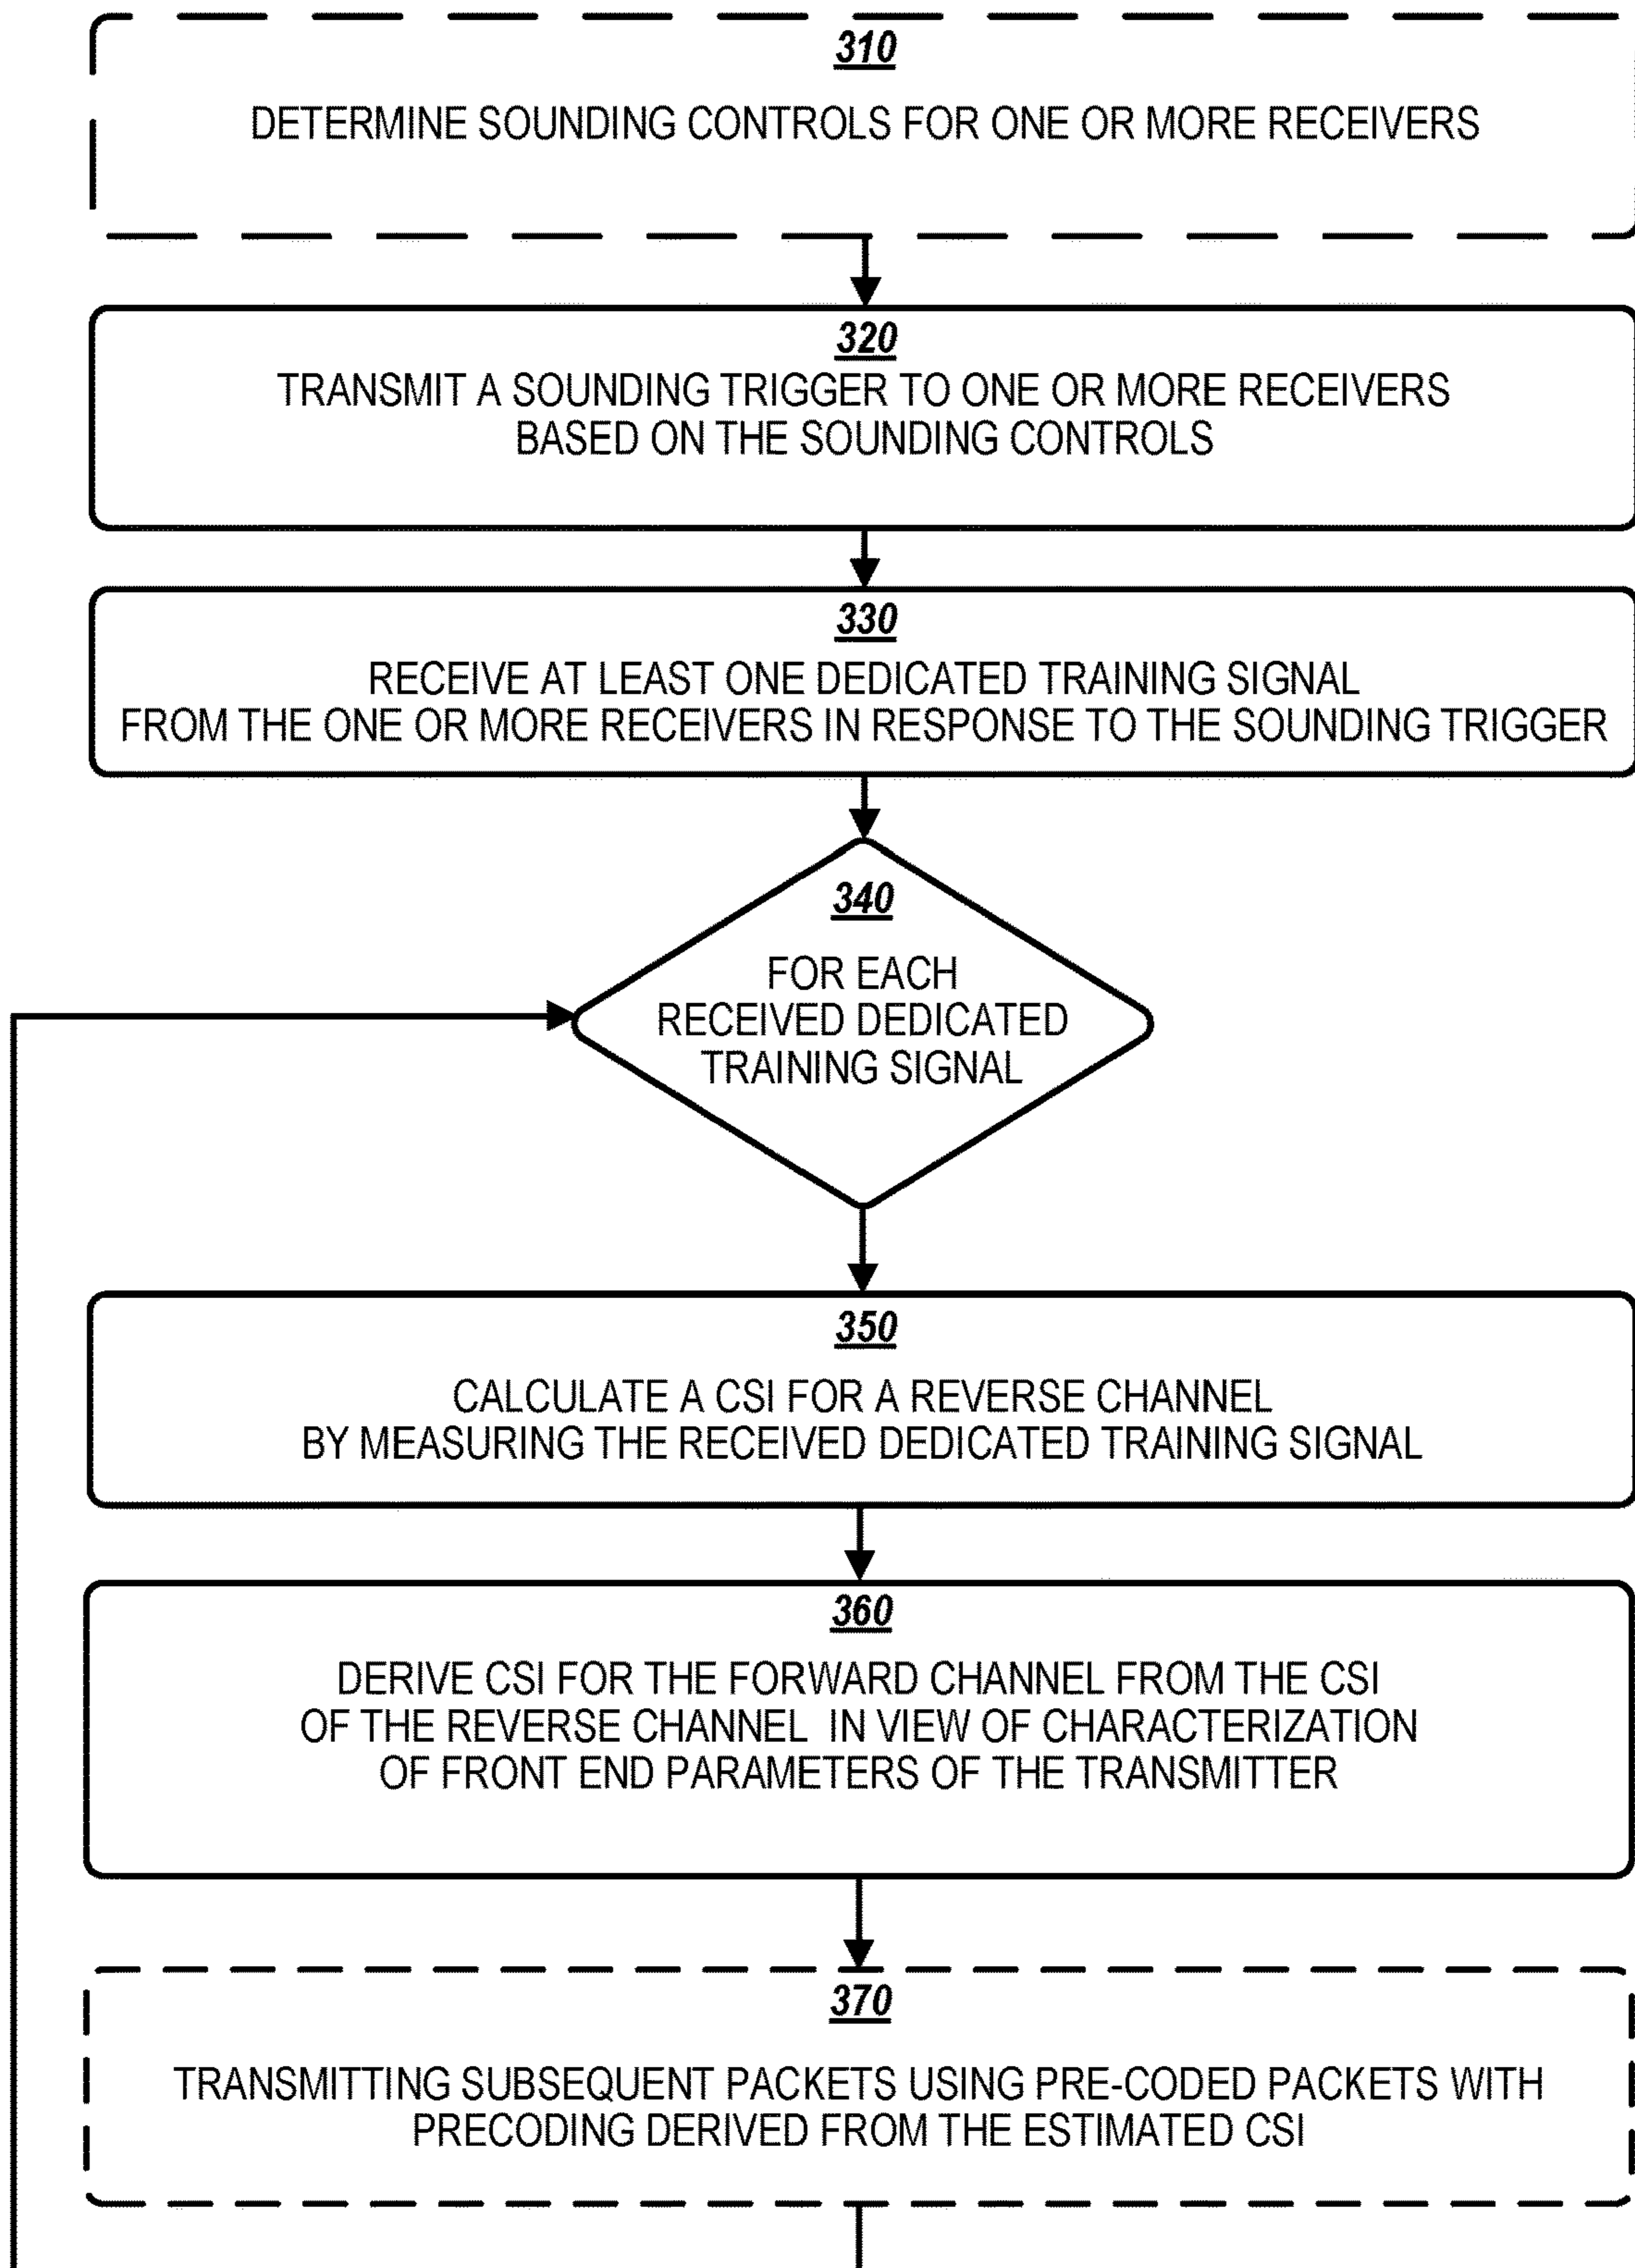 310
DETERMINE SOUNDING CONTROLS FOR ONE OR MORE RECEIVERS
320
TRANSMIT A SOUNDING TRIGGER TO ONE OR MORE RECEIVERS
BASED ON THE SOUNDING CONTROLS
330
RECEIVE AT LEAST ONE DEDICATED TRAINING SIGNAL
FROM THE ONE OR MORE RECEIVERS IN RESPONSE TO THE SOUNDING TRIGGER
340
FOR EACH
RECEIVED DEDICATED
TRAINING SIGNAL
350
CALCULATE A CSI FOR A REVERSE CHANNEL
BY MEASURING THE RECEIVED DEDICATED TRAINING SIGNAL
360
DERIVE CSI FOR THE FORWARD CHANNEL FROM THE CSI
OF THE REVERSE CHANNEL IN VIEW OF CHARACTERIZATION
OF FRONT END PARAMETERS OF THE TRANSMITTER
370
TRANSMITTING SUBSEQUENT PACKETS USING PRE-CODED PACKETS WITH
PRECODING DERIVED FROM THE ESTIMATED CSI